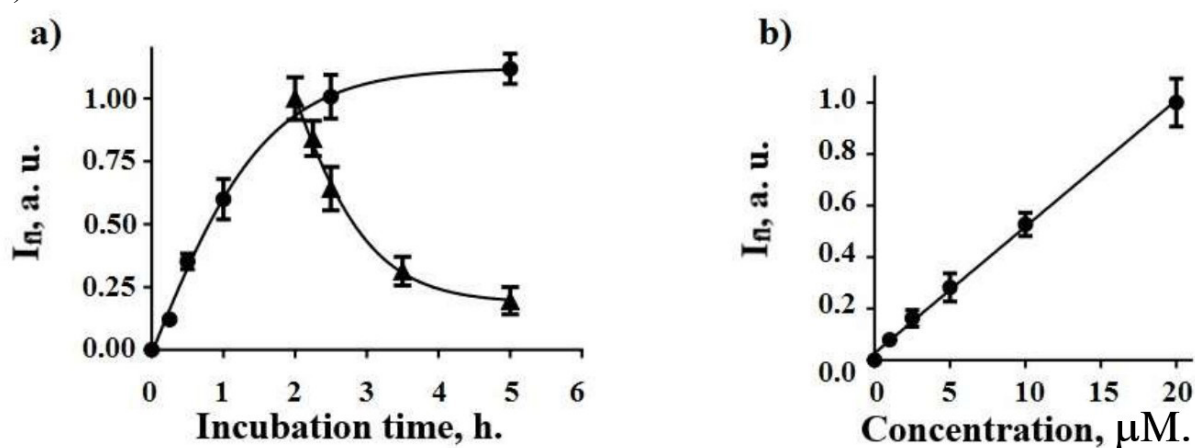 a)
1.00
0.75
0.50
0.25
0.00
0 1 2 3 4 5 6
Incubation time, h.
I_fl, a. u.
b)
1.0
0.8
0.6
0.4
0.2
0.0
0 5 10 15 20
Concentration, μM.
I_fl, a. u.